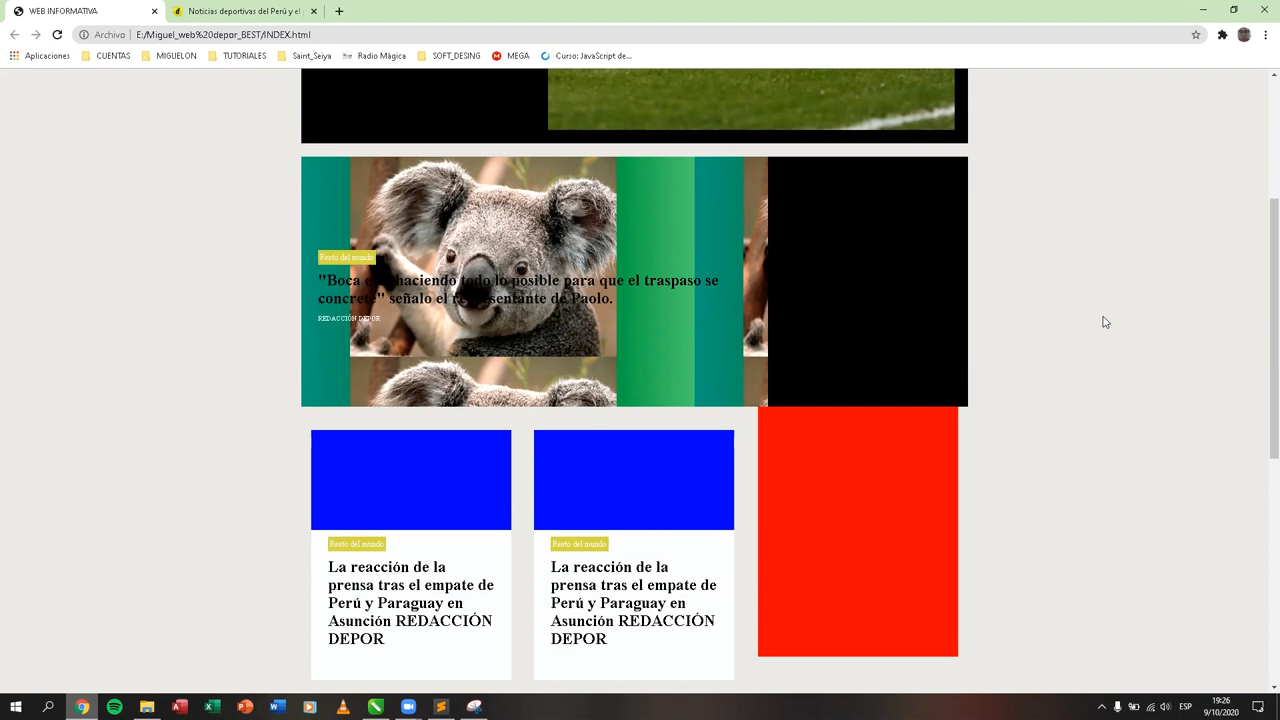 WEB INFORMATIVA
Noticias deportivas del Perú y el
Archivo | E:/Miguel_web%20depor_BEST/INDEX.html
Aplicaciones CUENTAS MIGUELON TUTORIALES Saint_Seiya Radio Mágica SOFT_DESING MEGA Curso: JavaScript de...
Resto del mundo
"Boca haciendo todo lo posible para que el traspaso se
concrete" señalo el representante de Paolo.
REDACCIÓN DEPOR
Resto del mundo
La reacción de la
prensa tras el empate de
Perú y Paraguay en
Asunción REDACCIÓN
DEPOR
Resto del mundo
La reacción de la
prensa tras el empate de
Perú y Paraguay en
Asunción REDACCIÓN
DEPOR
ESP
19:26
9/10/2020